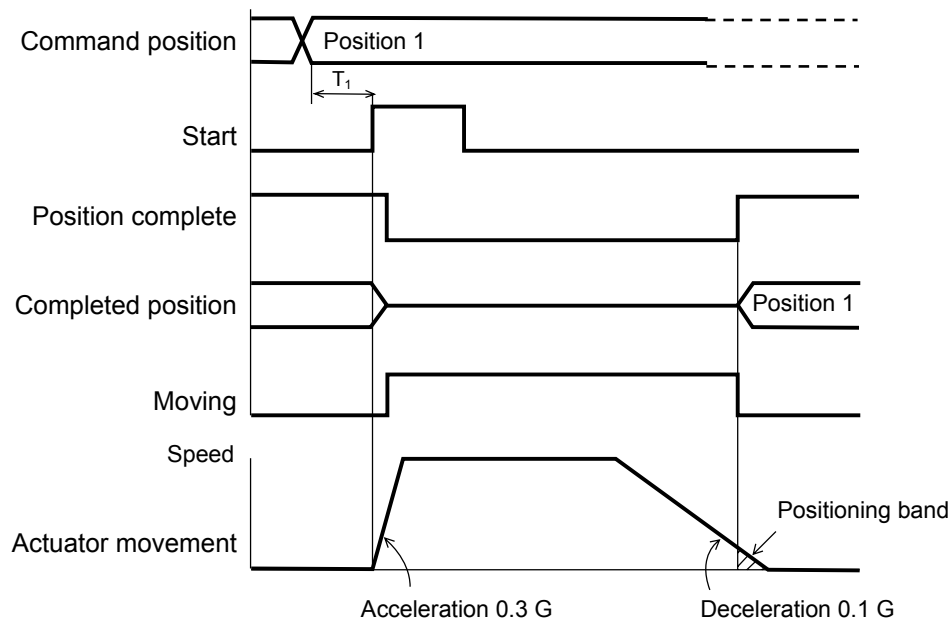 Command position
Position 1
T₁
Start
Position complete
Completed position
Position 1
Moving
Speed
Positioning band
Actuator movement
Acceleration 0.3 G
Deceleration 0.1 G